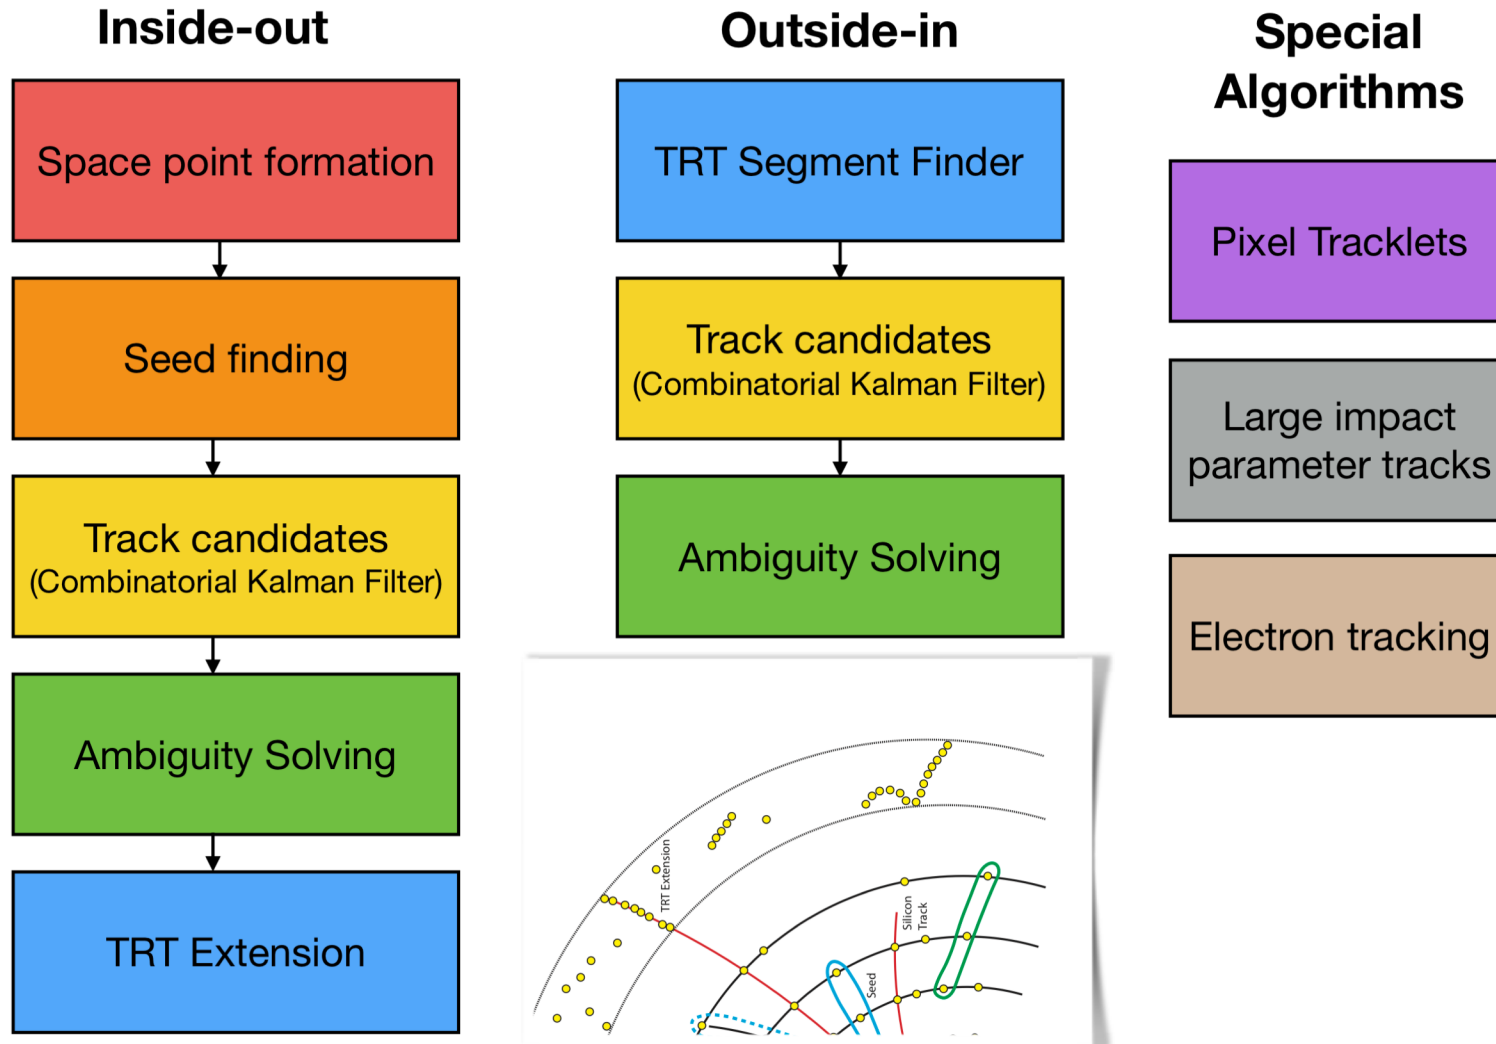 Inside-out
Space point formation
Seed finding
Track candidates
(Combinatorial Kalman Filter)
Ambiguity Solving
TRT Extension
Outside-in
TRT Segment Finder
Track candidates
(Combinatorial Kalman Filter)
Ambiguity Solving
TRT Extension
Silicon
Track
Seed
Special
Algorithms
Pixel Tracklets
Large impact
parameter tracks
Electron tracking